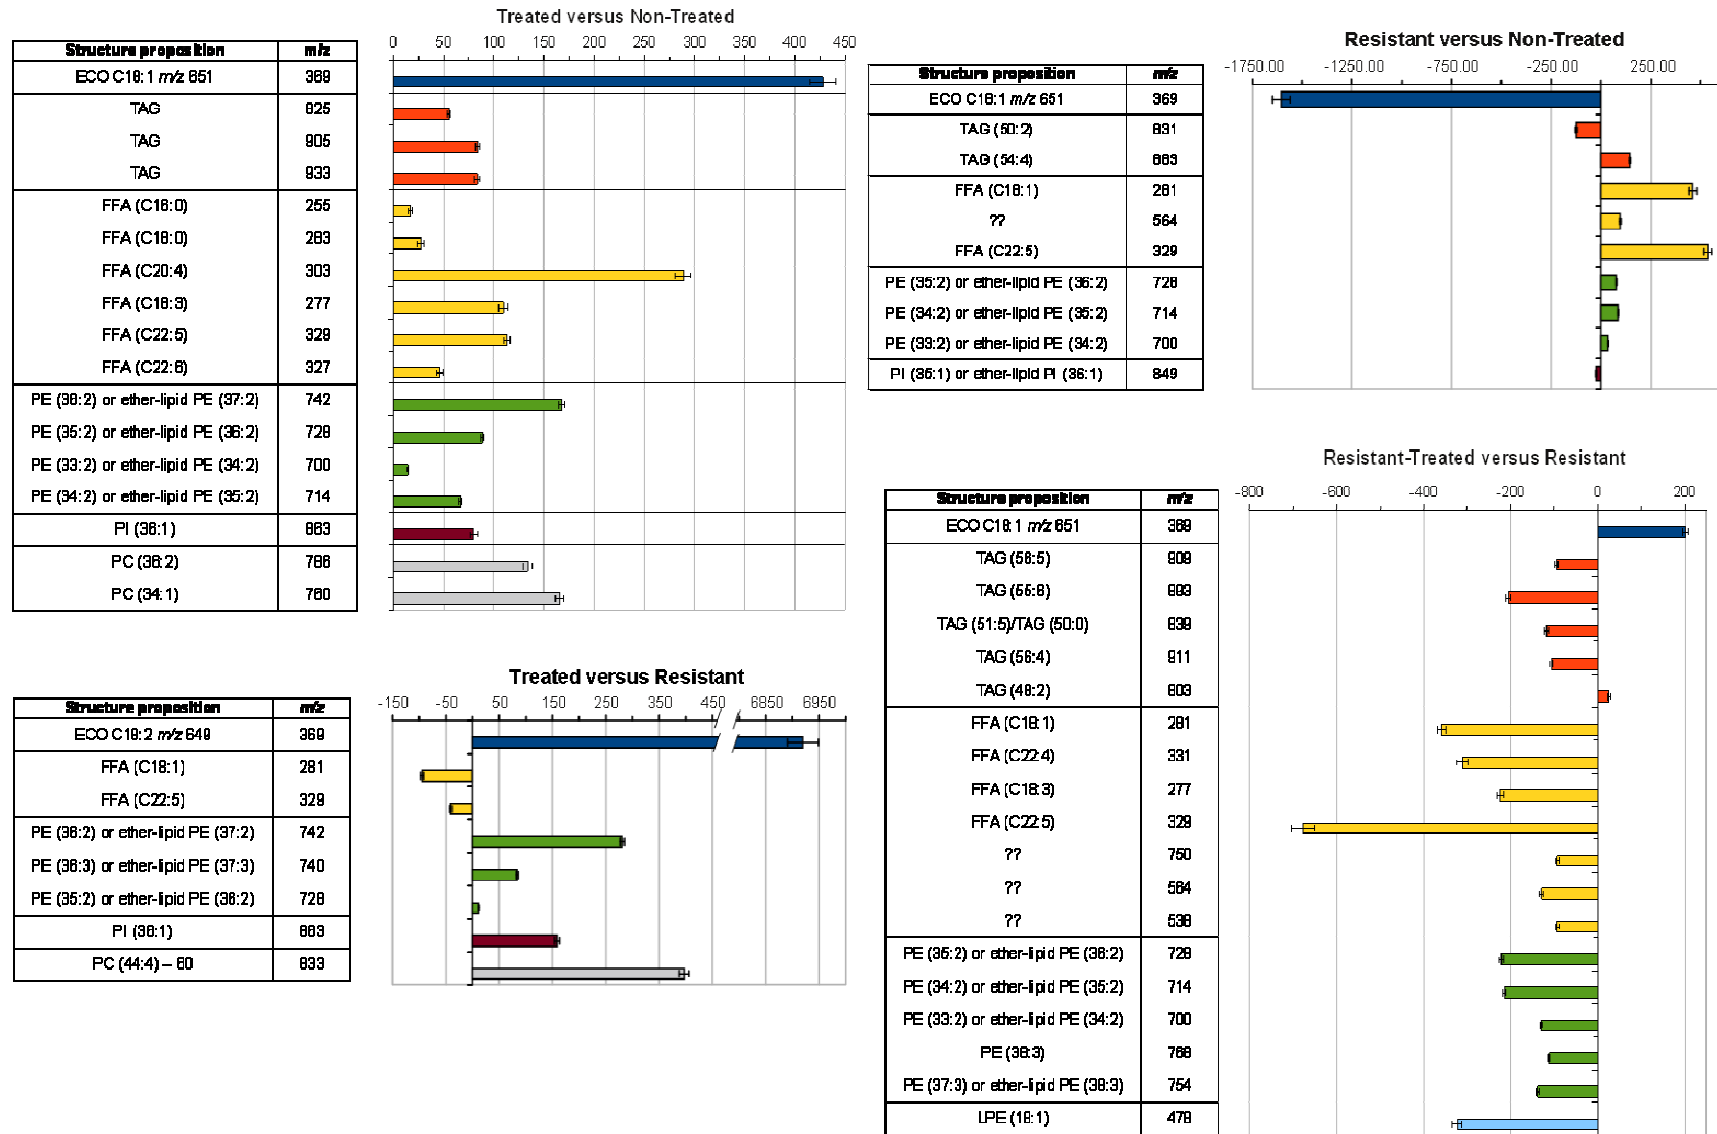 Treated versus Non-Treated
Structure proposition m/z
0 50 100 150 200 250 300 350 400 450
ECO C18:1 m/z 651 369
TAG 825
TAG 905
TAG 933
FFA (C16:0) 255
FFA (C18:0) 283
FFA (C20:4) 303
FFA (C18:3) 277
FFA (C22:5) 329
FFA (C22:6) 327
PE (36:2) or ether-lipid PE (37:2) 742
PE (35:2) or ether-lipid PE (36:2) 728
PE (33:2) or ether-lipid PE (34:2) 700
PE (34:2) or ether-lipid PE (35:2) 714
PI (36:1) 863
PC (36:2) 786
PC (34:1) 760
Resistant versus Non-Treated
Structure proposition m/z
-1750.00 -1250.00 -750.00 -250.00 250.00
ECO C18:1 m/z 651 369
TAG (50:2) 831
TAG (54:4) 883
FFA (C18:1) 281
?? 564
FFA (C22:5) 329
PE (35:2) or ether-lipid PE (36:2) 728
PE (34:2) or ether-lipid PE (35:2) 714
PE (33:2) or ether-lipid PE (34:2) 700
PI (35:1) or ether-lipid PI (36:1) 849
Treated versus Resistant
Structure proposition m/z
-150 -50 50 150 250 350 450 6850 6950
ECO C18:2 m/z 649 369
FFA (C18:1) 281
FFA (C22:5) 329
PE (36:2) or ether-lipid PE (37:2) 742
PE (36:3) or ether-lipid PE (37:3) 740
PE (35:2) or ether-lipid PE (36:2) 728
PI (36:1) 863
PC (44:4) – 60 833
Resistant-Treated versus Resistant
Structure proposition m/z
-800 -600 -400 -200 0 200
ECO C18:1 m/z 651 369
TAG (56:5) 909
TAG (55:6) 893
TAG (51:5)/TAG (50:0) 839
TAG (56:4) 911
TAG (48:2) 803
FFA (C18:1) 281
FFA (C22:4) 331
FFA (C18:3) 277
FFA (C22:5) 329
?? 750
?? 564
?? 538
PE (35:2) or ether-lipid PE (36:2) 728
PE (34:2) or ether-lipid PE (35:2) 714
PE (33:2) or ether-lipid PE (34:2) 700
PE (38:3) 768
PE (37:3) or ether-lipid PE (38:3) 754
LPE (18:1) 478